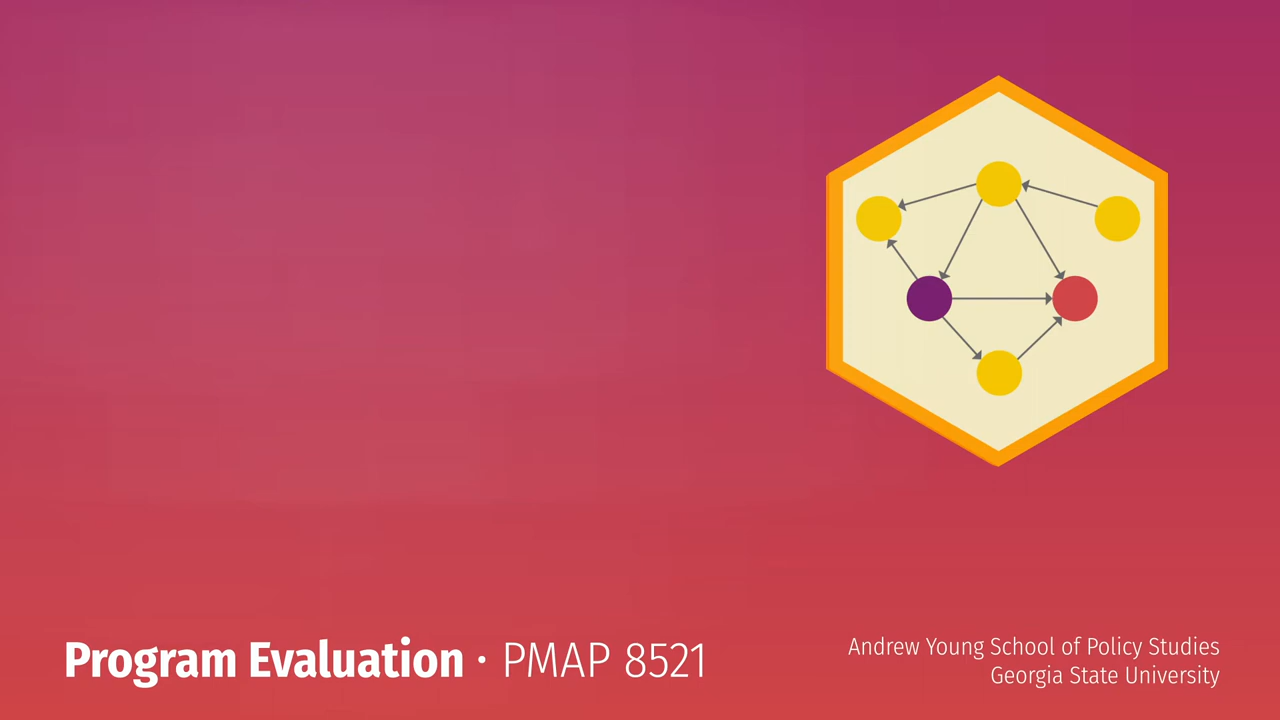 Program Evaluation · PMAP 8521
Andrew Young School of Policy Studies
Georgia State University